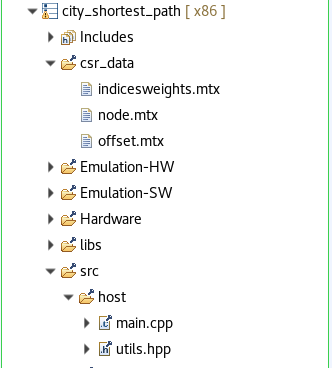 city_shortest_path [ x86 ]
Includes
csr_data
indicesweights.mtx
node.mtx
offset.mtx
Emulation-HW
Emulation-SW
Hardware
libs
src
host
main.cpp
utils.hpp